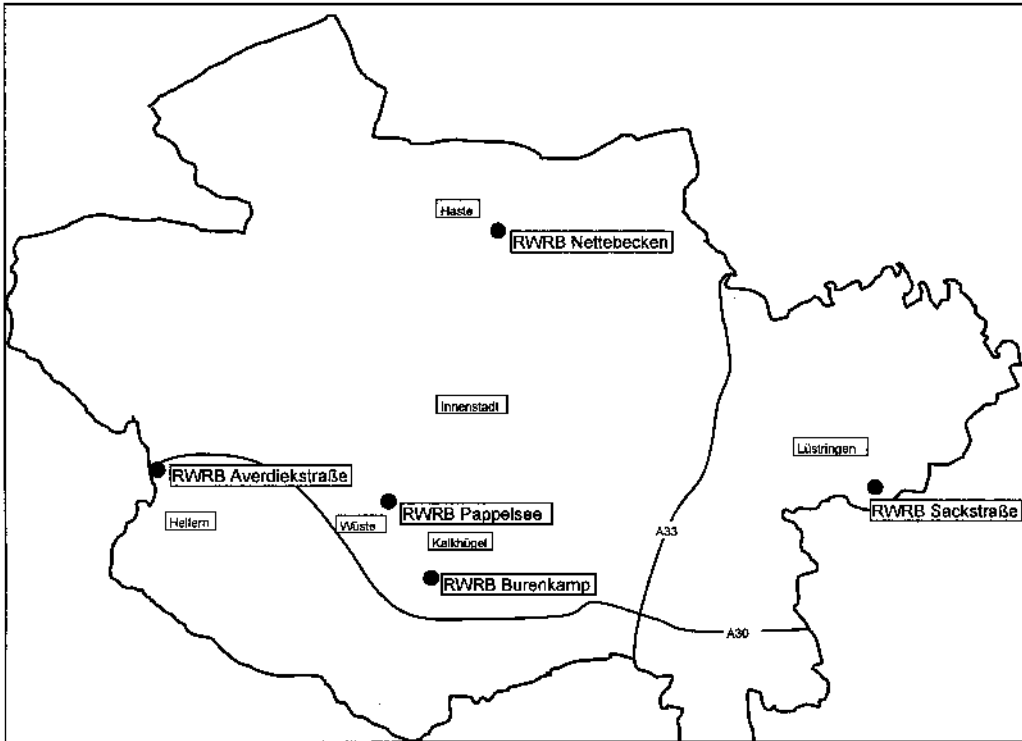 Haste
RWRB Nettebecken
Innenstadt
Lüstringen
RWRB Averdiekstraße
RWRB Sackstraße
RWRB Pappelsee
Hellern
Wüste
A33
Kalkhügel
RWRB Burenkamp
A30